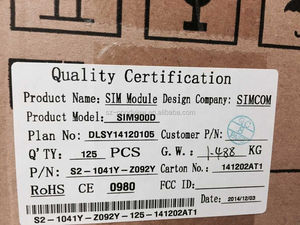 Quality Certification
Product Name: SIM Module Design Company: SIMCOM
Product Model: SIM900D
Plan No: DLSY14120105 Customer P/N:
Q'TY: 125 PCS G.W.: 1.488 KG
P/N: S2-1041Y-Z092Y Carton No.: 141202AT1
RoHS CE 0980 FCC ID:
2014/12/03
S2-1041Y-Z092Y-125-141202AT1